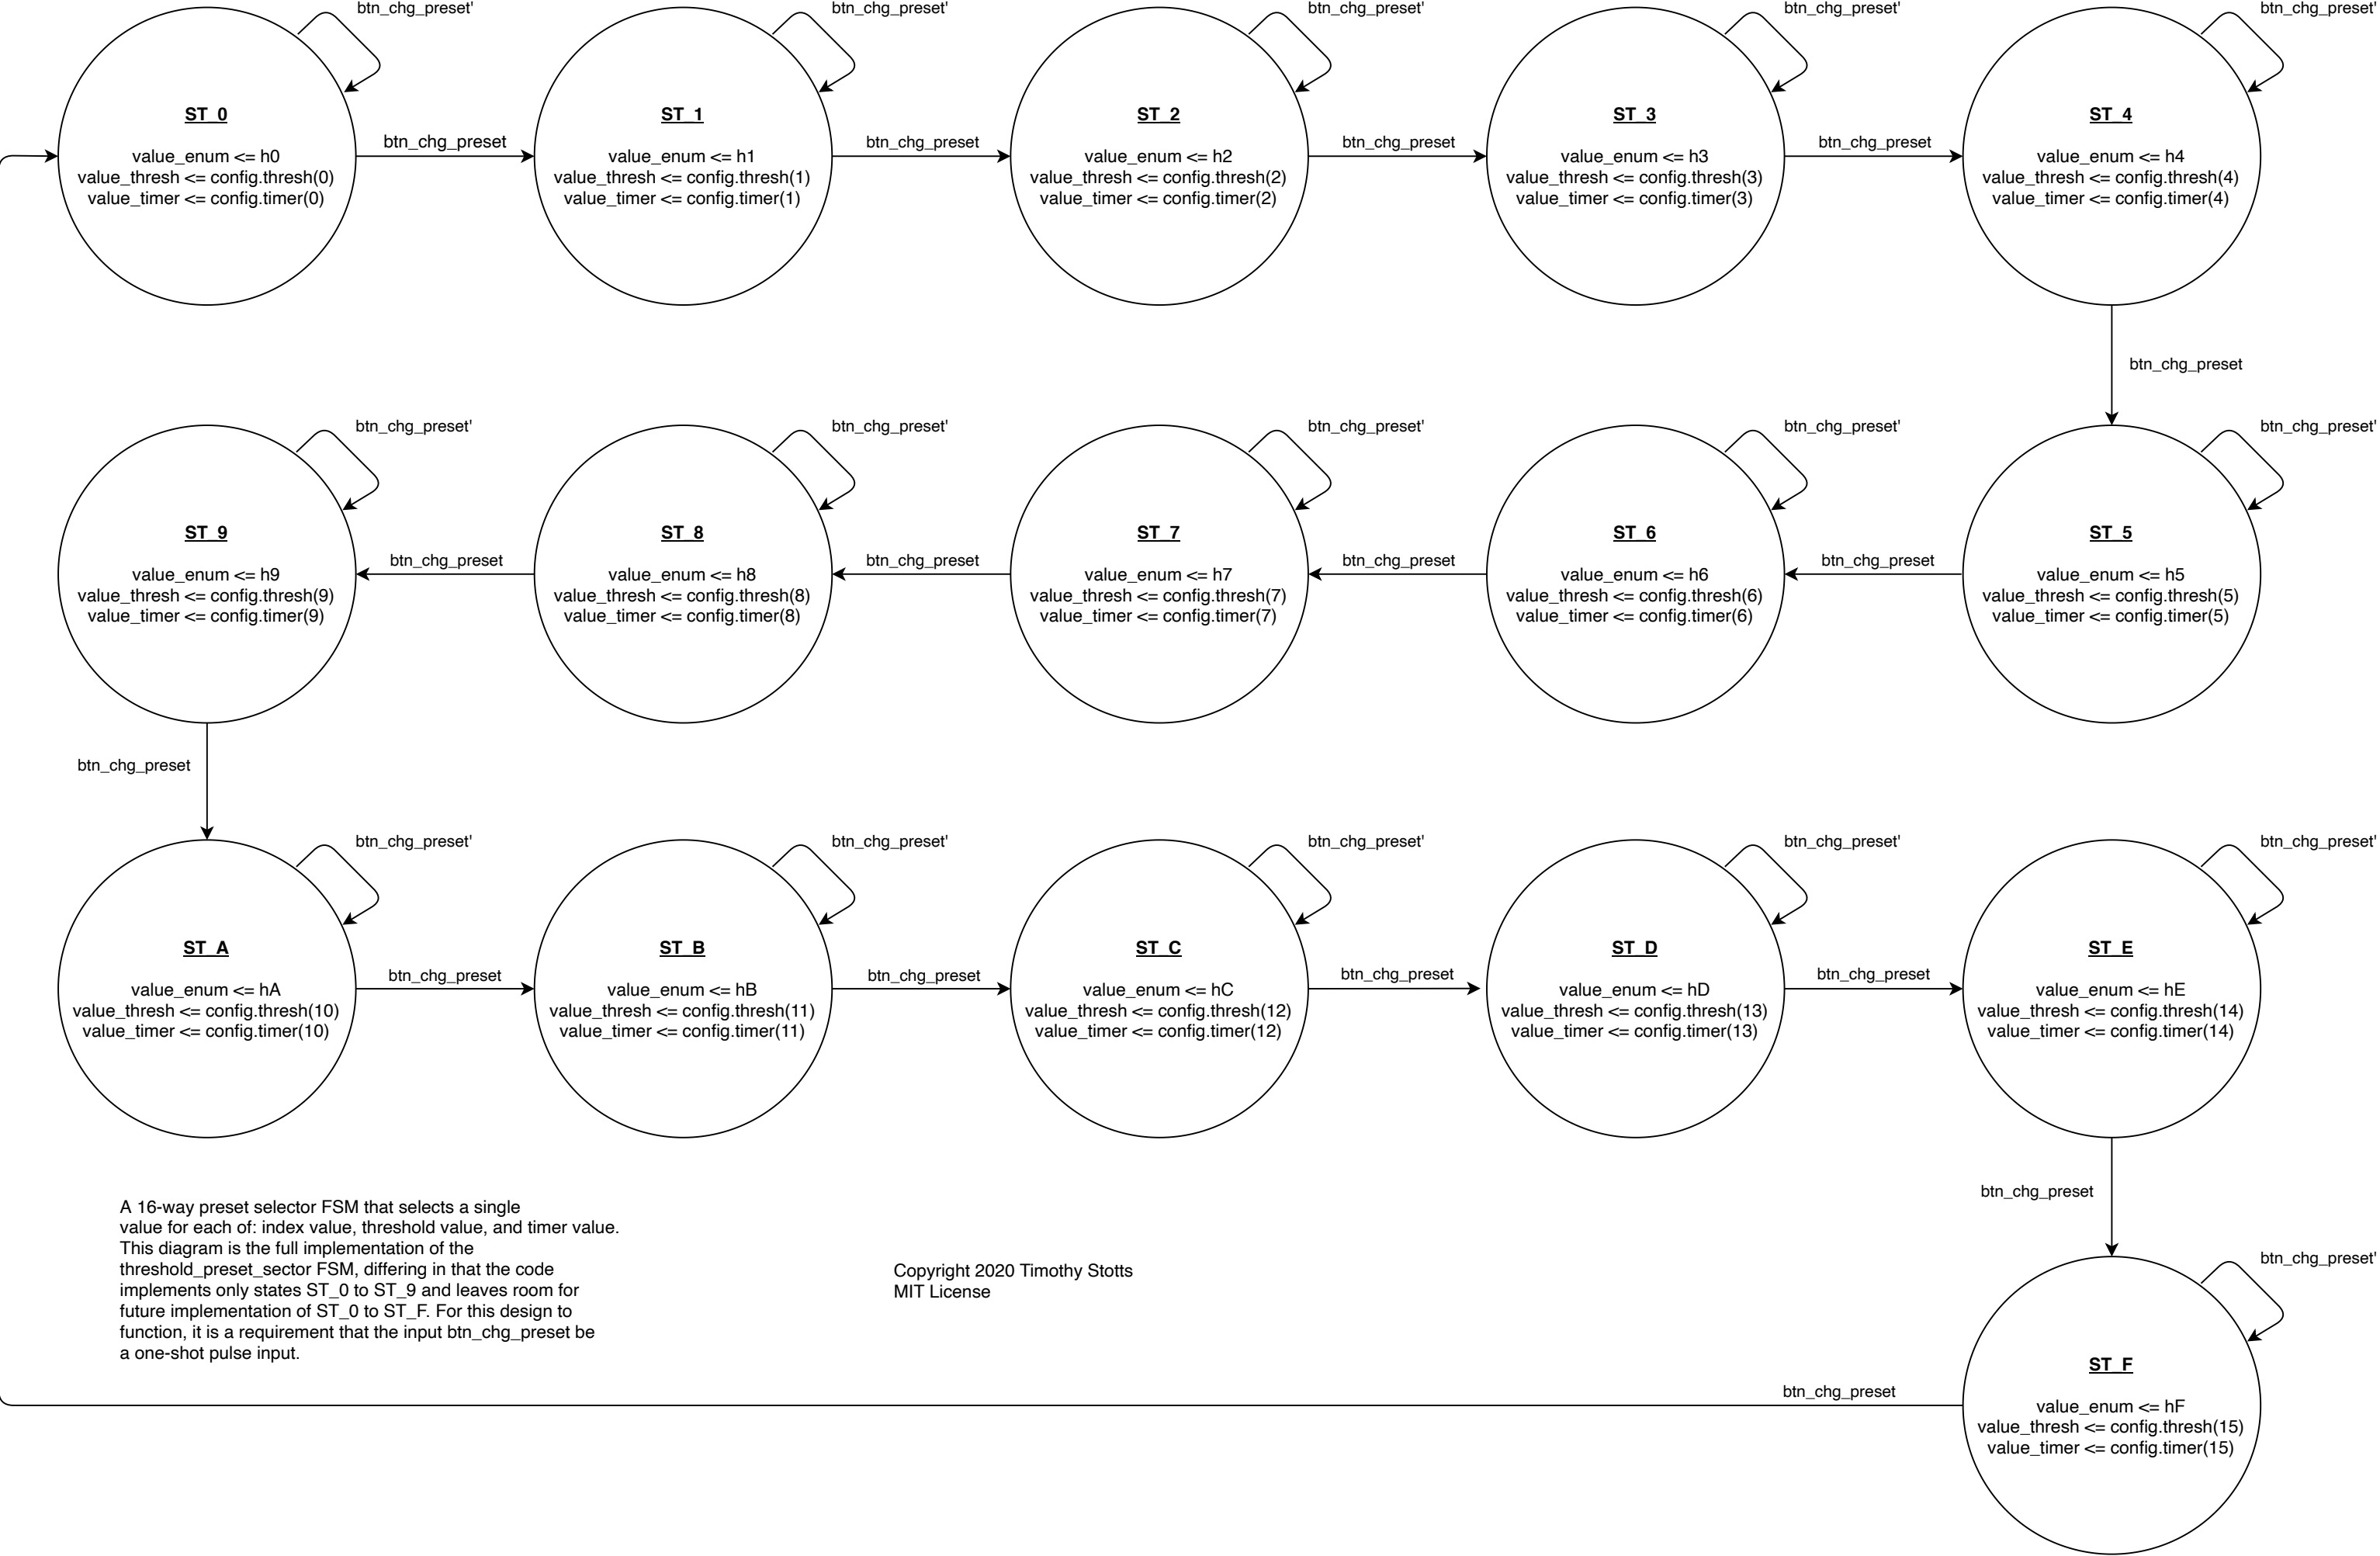 btn_chg_preset'
btn_chg_preset'
btn_chg_preset'
btn_chg_preset'
btn_chg_preset'
ST_0
value_enum <= h0
value_thresh <= config.thresh(0)
value_timer <= config.timer(0)
btn_chg_preset
ST_1
value_enum <= h1
value_thresh <= config.thresh(1)
value_timer <= config.timer(1)
btn_chg_preset
ST_2
value_enum <= h2
value_thresh <= config.thresh(2)
value_timer <= config.timer(2)
btn_chg_preset
ST_3
value_enum <= h3
value_thresh <= config.thresh(3)
value_timer <= config.timer(3)
btn_chg_preset
ST_4
value_enum <= h4
value_thresh <= config.thresh(4)
value_timer <= config.timer(4)
btn_chg_preset
btn_chg_preset'
btn_chg_preset'
btn_chg_preset'
btn_chg_preset'
btn_chg_preset'
ST_9
value_enum <= h9
value_thresh <= config.thresh(9)
value_timer <= config.timer(9)
btn_chg_preset
ST_8
value_enum <= h8
value_thresh <= config.thresh(8)
value_timer <= config.timer(8)
btn_chg_preset
ST_7
value_enum <= h7
value_thresh <= config.thresh(7)
value_timer <= config.timer(7)
btn_chg_preset
ST_6
value_enum <= h6
value_thresh <= config.thresh(6)
value_timer <= config.timer(6)
btn_chg_preset
ST_5
value_enum <= h5
value_thresh <= config.thresh(5)
value_timer <= config.timer(5)
btn_chg_preset
btn_chg_preset'
btn_chg_preset'
btn_chg_preset'
btn_chg_preset'
btn_chg_preset'
ST_A
value_enum <= hA
value_thresh <= config.thresh(10)
value_timer <= config.timer(10)
btn_chg_preset
ST_B
value_enum <= hB
value_thresh <= config.thresh(11)
value_timer <= config.timer(11)
btn_chg_preset
ST_C
value_enum <= hC
value_thresh <= config.thresh(12)
value_timer <= config.timer(12)
btn_chg_preset
ST_D
value_enum <= hD
value_thresh <= config.thresh(13)
value_timer <= config.timer(13)
btn_chg_preset
ST_E
value_enum <= hE
value_thresh <= config.thresh(14)
value_timer <= config.timer(14)
btn_chg_preset
A 16-way preset selector FSM that selects a single
value for each of: index value, threshold value, and timer value.
This diagram is the full implementation of the
threshold_preset_sector FSM, differing in that the code
implements only states ST_0 to ST_9 and leaves room for
future implementation of ST_0 to ST_F. For this design to
function, it is a requirement that the input btn_chg_preset be
a one-shot pulse input.
Copyright 2020 Timothy Stotts
MIT License
btn_chg_preset'
btn_chg_preset
ST_F
value_enum <= hF
value_thresh <= config.thresh(15)
value_timer <= config.timer(15)